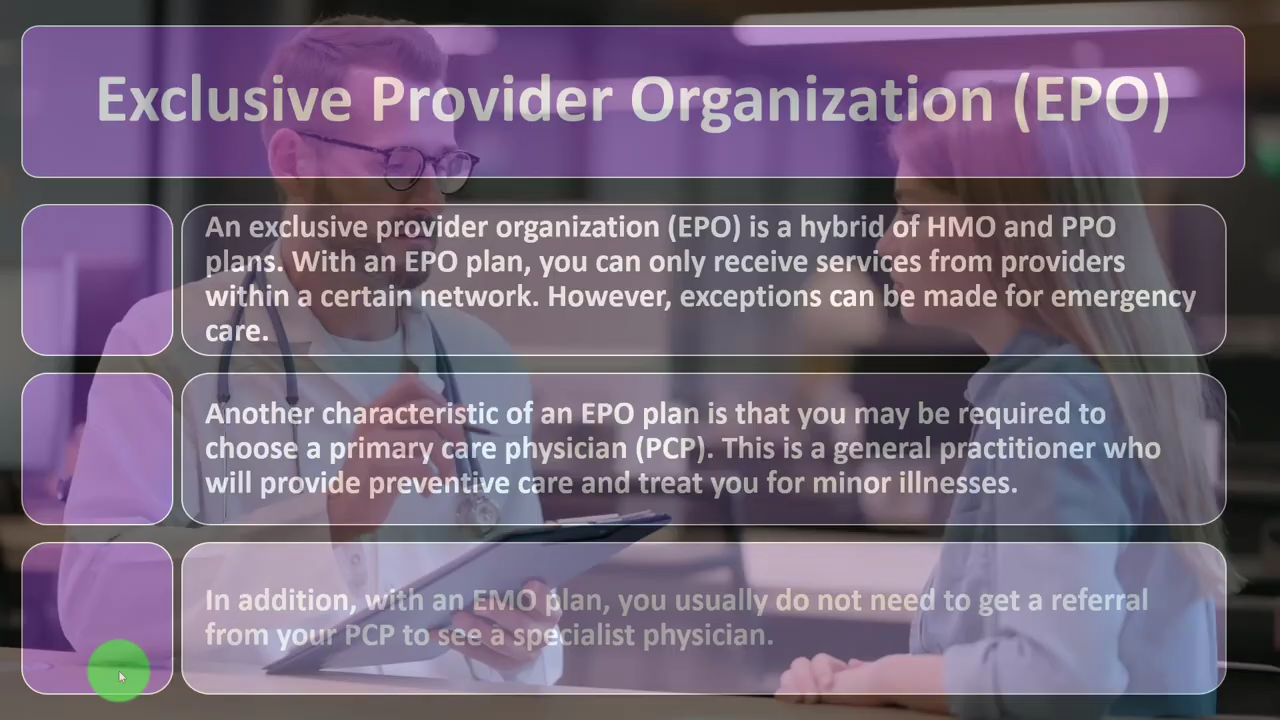 Exclusive Provider Organization (EPO)
An exclusive provider organization (EPO) is a hybrid of HMO and PPO
plans. With an EPO plan, you can only receive services from providers
within a certain network. However, exceptions can be made for emergency
care.
Another characteristic of an EPO plan is that you may be required to
choose a primary care physician (PCP). This is a general practitioner who
will provide preventive care and treat you for minor illnesses.
In addition, with an EMO plan, you usually do not need to get a referral
from your PCP to see a specialist physician.